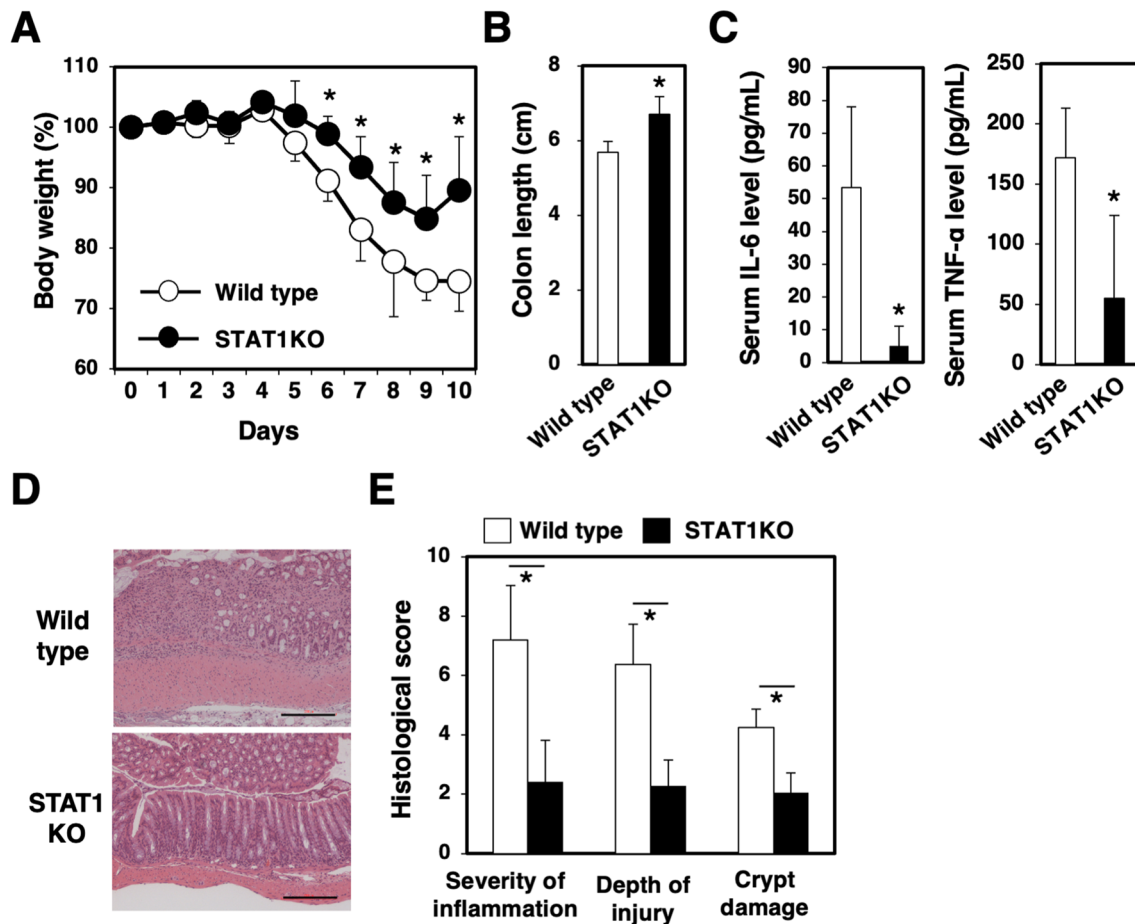 A
110
100
90
80
70
60
Body weight (%)
* * * * *
Wild type
STAT1KO
0 1 2 3 4 5 6 7 8 9 10
Days
B
8
6
4
2
0
Colon length (cm)
*
Wild type
STAT1KO
C
90
80
70
60
50
40
30
20
10
0
Serum IL-6 level (pg/mL)
*
Wild type
STAT1KO
250
200
150
100
50
0
Serum TNF-α level (pg/mL)
*
Wild type
STAT1KO
D
Wild
type
STAT1
KO
E
Wild type STAT1KO
10
8
6
4
2
0
Histological score
* * *
Severity of
inflammation
Depth of
injury
Crypt
damage